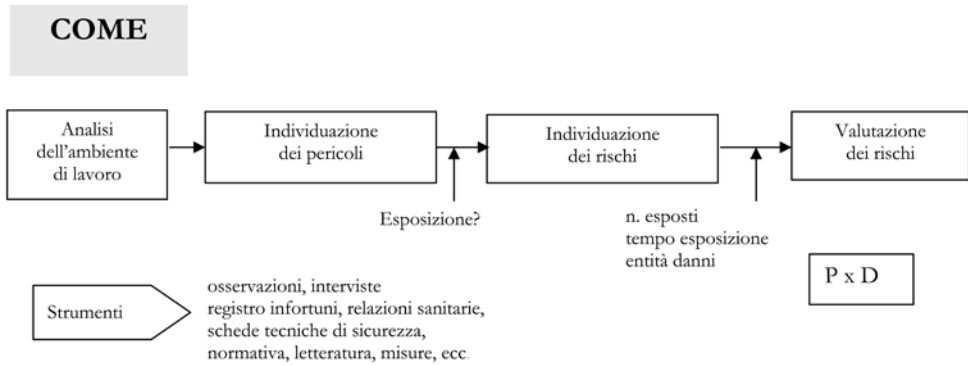 COME
Analisi
dell'ambiente
di lavoro
Individuazione
dei pericoli
Individuazione
dei rischi
Valutazione
dei rischi
Esposizione?
n. esposti
tempo esposizione
entità danni
P x D
Strumenti
osservazioni, interviste
registro infortuni, relazioni sanitarie,
schede tecniche di sicurezza,
normativa, letteratura, misure, ecc.